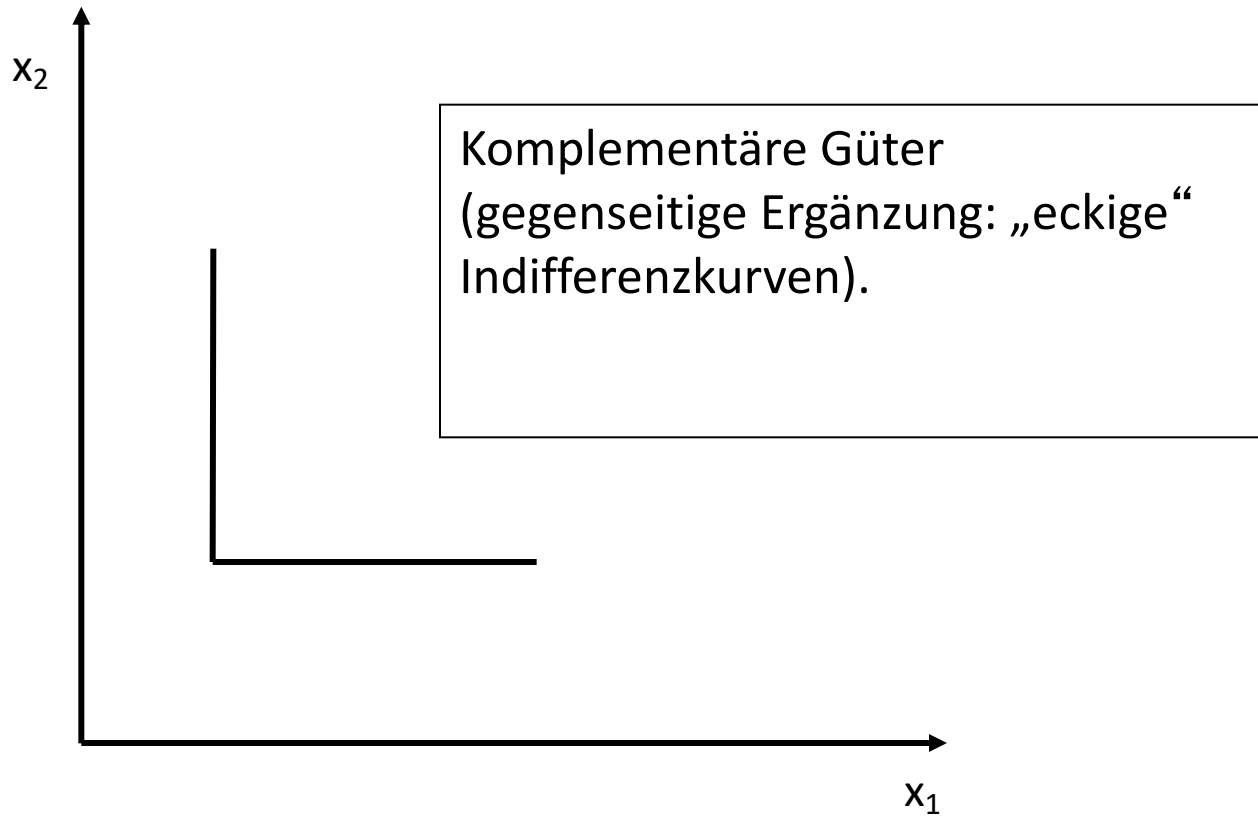 x₂
Komplementäre Güter
(gegenseitige Ergänzung: „eckige“
Indifferenzkurven).
x₁